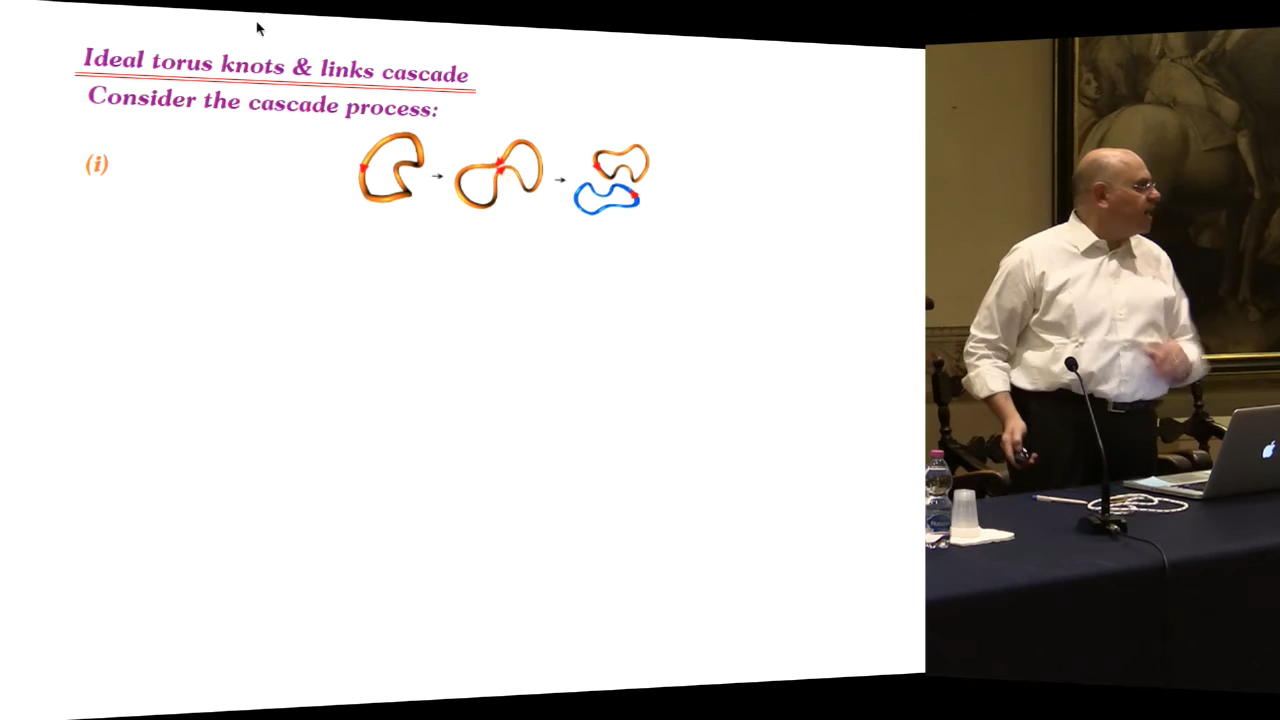 Ideal torus knots & links cascade
Consider the cascade process:
(i)